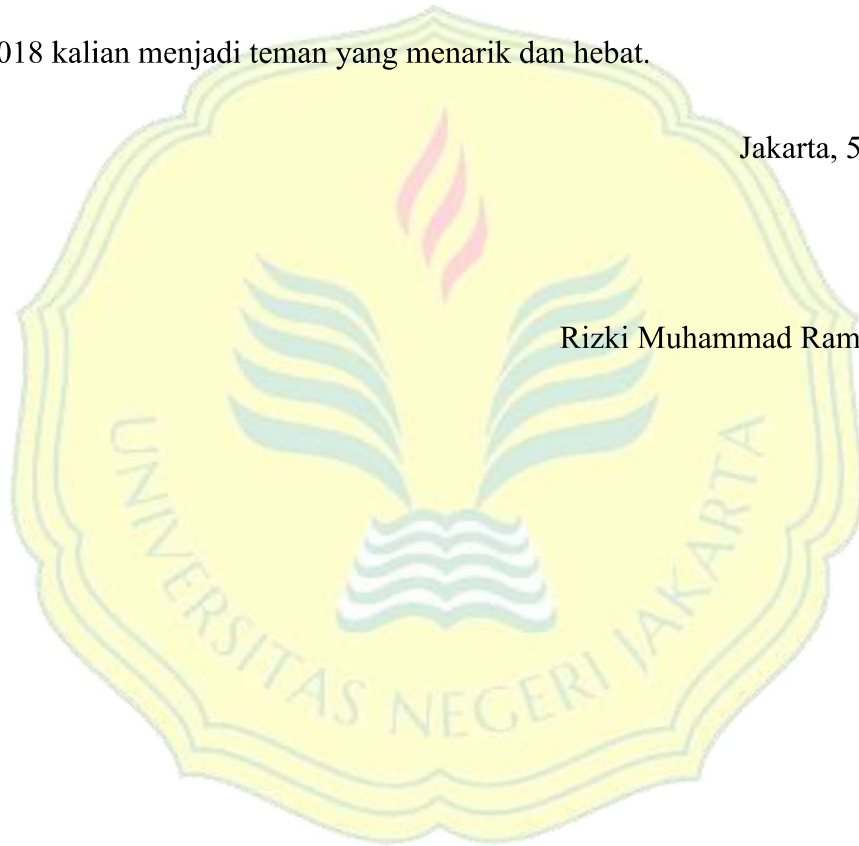 018 kalian menjadi teman yang menarik dan hebat.
Jakarta, 5
Rizki Muhammad Ram
UNIVERSITAS NEGERI JAKARTA